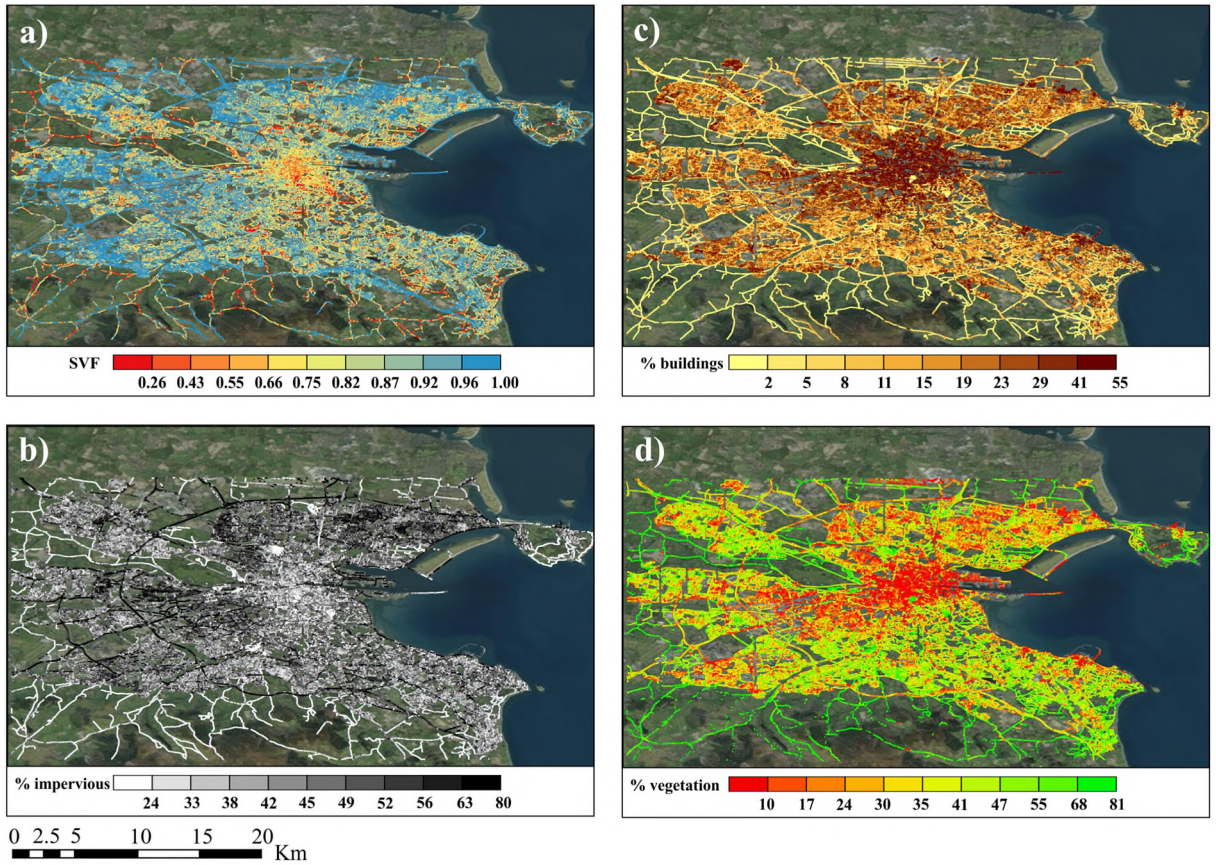 a)
SVF
0.26 0.43 0.55 0.66 0.75 0.82 0.87 0.92 0.96 1.00
c)
% buildings
2 5 8 11 15 19 23 29 41 55
b)
% impervious
24 33 38 42 45 49 52 56 63 80
d)
% vegetation
10 17 24 30 35 41 47 55 68 81
0 2.5 5 10 15 20
Km